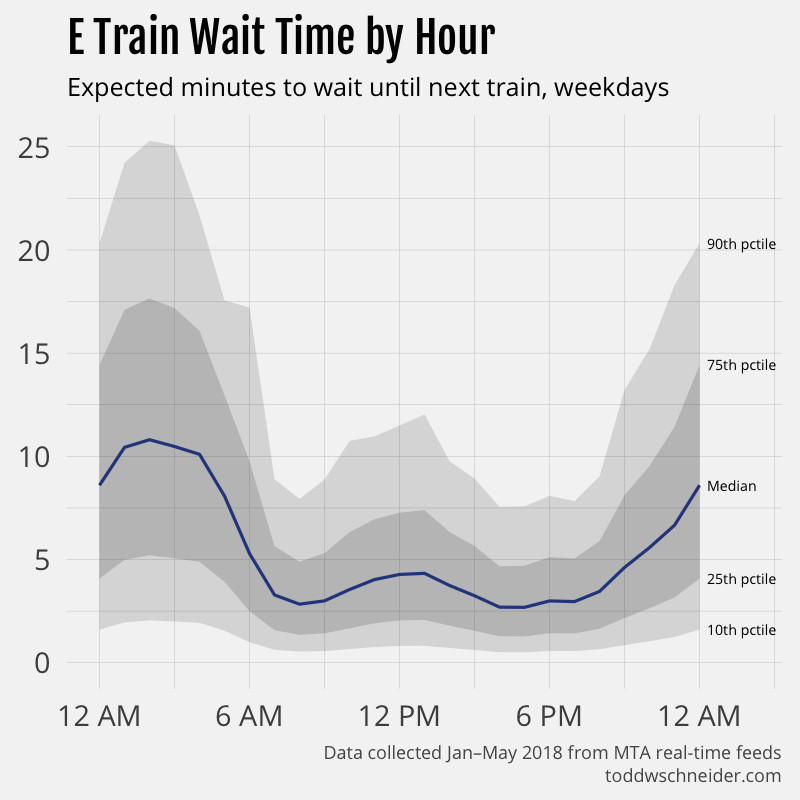 E Train Wait Time by Hour
Expected minutes to wait until next train, weekdays
25
20
15
10
5
0
90th pctile
75th pctile
Median
25th pctile
10th pctile
12 AM 6 AM 12 PM 6 PM 12 AM
Data collected Jan–May 2018 from MTA real-time feeds
toddwschneider.com